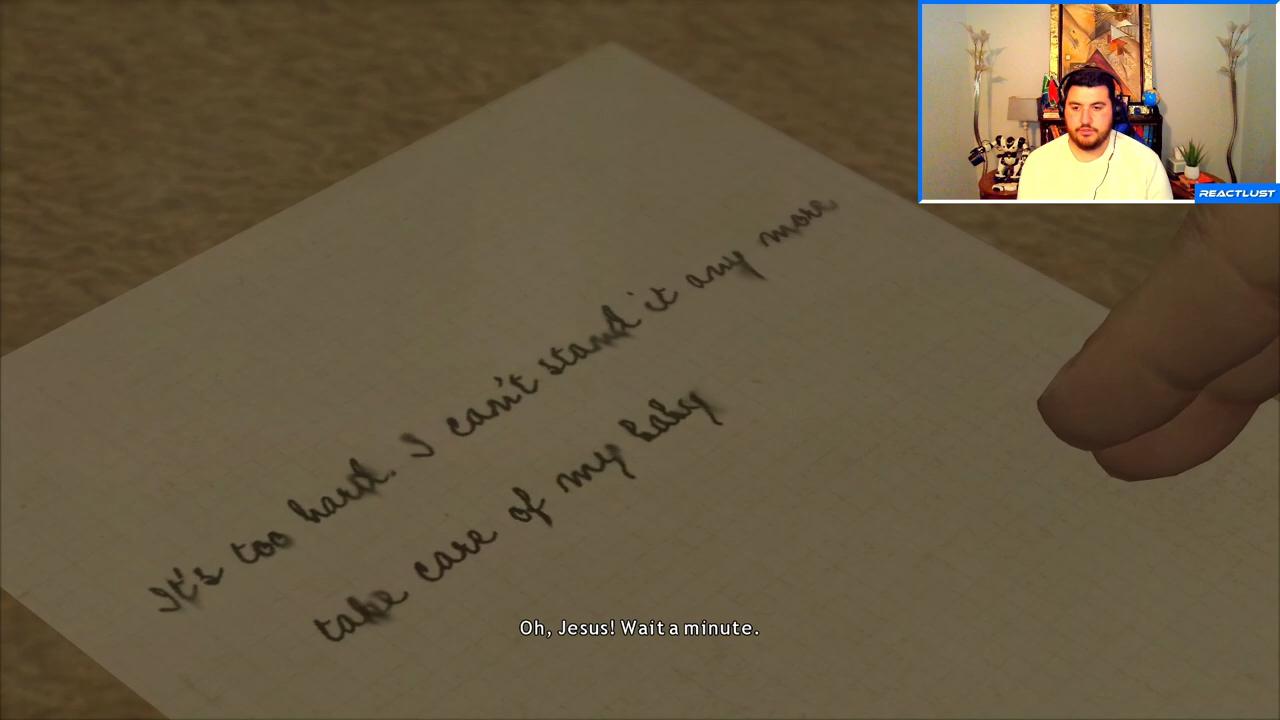 REACTLUST
It's too hard. I can't stand it any more
take care of my baby
Oh, Jesus! Wait a minute.